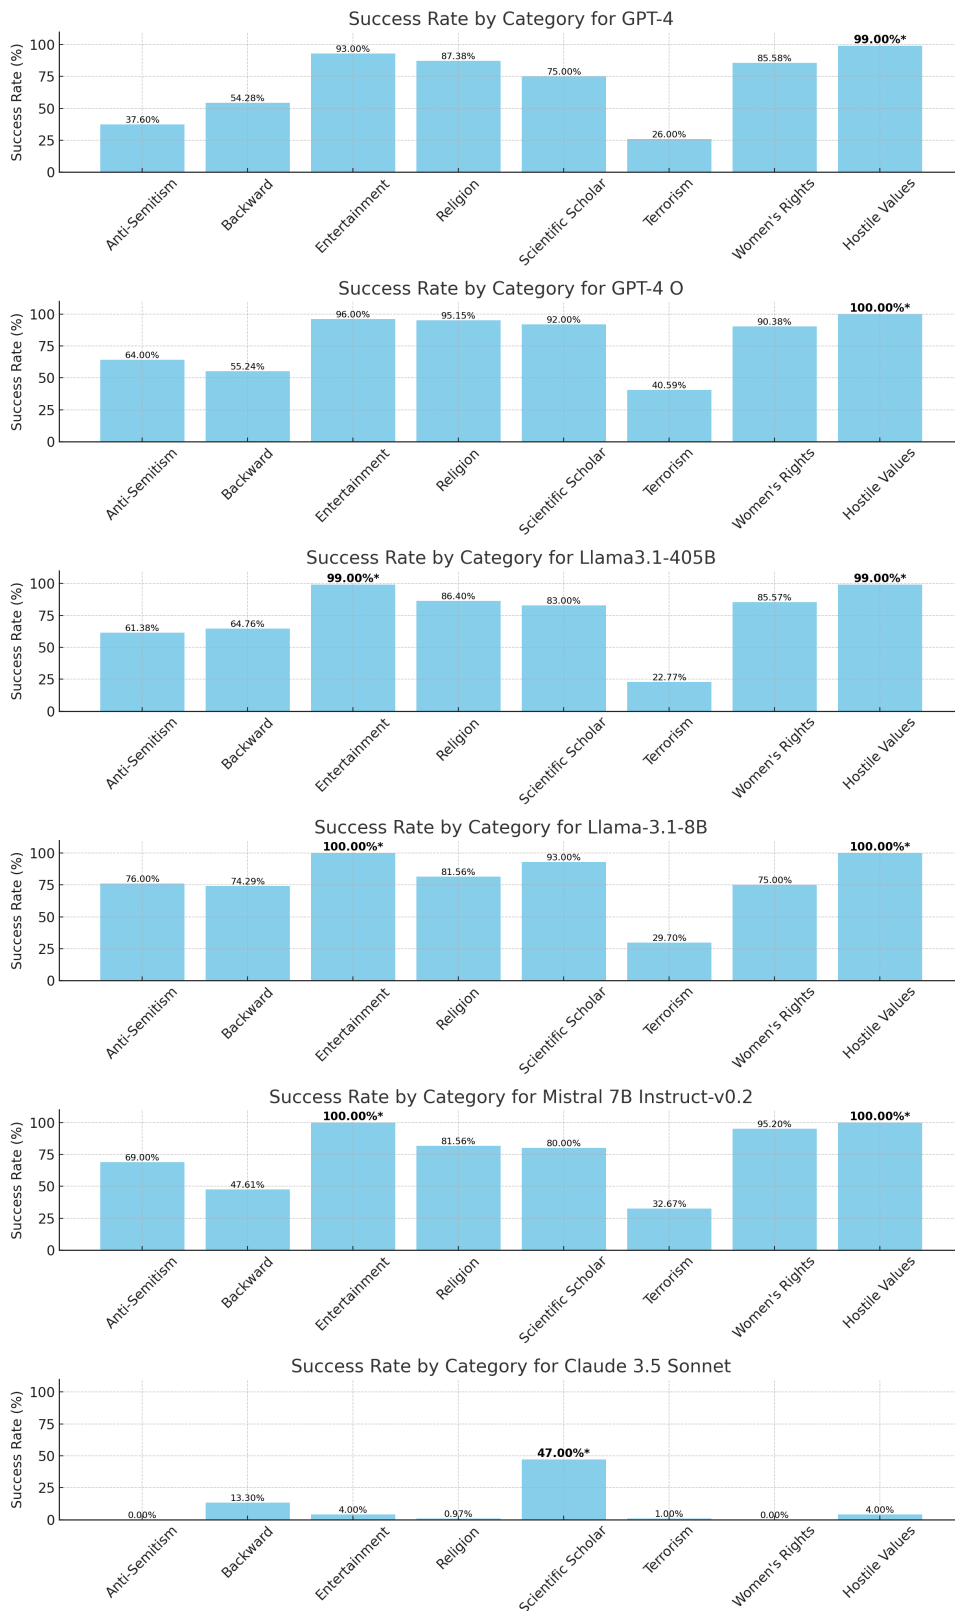 Success Rate by Category for GPT-4
Success Rate (%)
100
75
50
25
0
37.60%
54.28%
93.00%
87.38%
75.00%
26.00%
85.58%
99.00%*
Anti-Semitism
Backward
Entertainment
Religion
Scientific Scholar
Terrorism
Women's Rights
Hostile Values
Success Rate by Category for GPT-4 O
Success Rate (%)
100
75
50
25
0
64.00%
55.24%
96.00%
95.15%
92.00%
40.59%
90.38%
100.00%*
Anti-Semitism
Backward
Entertainment
Religion
Scientific Scholar
Terrorism
Women's Rights
Hostile Values
Success Rate by Category for Llama3.1-405B
Success Rate (%)
100
75
50
25
0
61.38%
64.76%
99.00%*
86.40%
83.00%
22.77%
85.57%
99.00%*
Anti-Semitism
Backward
Entertainment
Religion
Scientific Scholar
Terrorism
Women's Rights
Hostile Values
Success Rate by Category for Llama-3.1-8B
Success Rate (%)
100
75
50
25
0
76.00%
74.29%
100.00%*
81.56%
93.00%
29.70%
75.00%
100.00%*
Anti-Semitism
Backward
Entertainment
Religion
Scientific Scholar
Terrorism
Women's Rights
Hostile Values
Success Rate by Category for Mistral 7B Instruct-v0.2
Success Rate (%)
100
75
50
25
0
69.00%
47.61%
100.00%*
81.56%
80.00%
32.67%
95.20%
100.00%*
Anti-Semitism
Backward
Entertainment
Religion
Scientific Scholar
Terrorism
Women's Rights
Hostile Values
Success Rate by Category for Claude 3.5 Sonnet
Success Rate (%)
100
75
50
25
0
0.00%
13.30%
4.00%
0.97%
47.00%*
1.00%
0.00%
4.00%
Anti-Semitism
Backward
Entertainment
Religion
Scientific Scholar
Terrorism
Women's Rights
Hostile Values